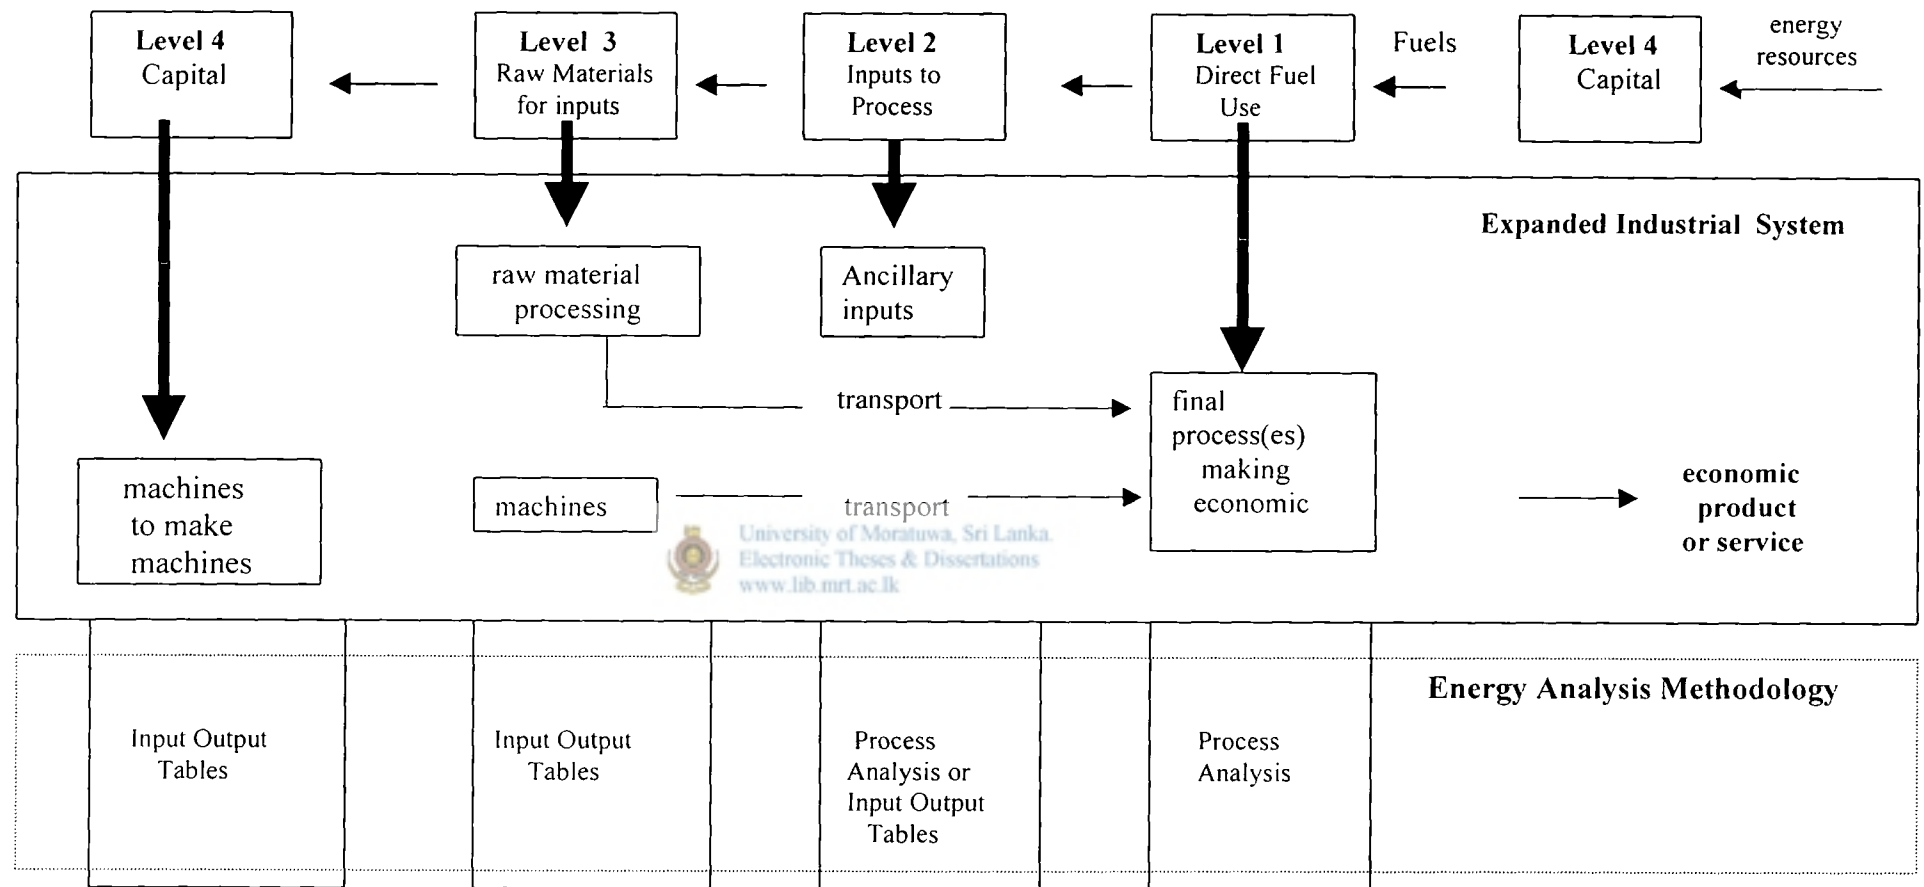 Level 4
Capital
Level 3
Raw Materials
for inputs
Level 2
Inputs to
Process
Level 1
Direct Fuel
Use
Fuels
Level 4
Capital
energy
resources
Expanded Industrial System
raw material
processing
Ancillary
inputs
transport
final
process(es)
making
economic
machines
to make
machines
machines
transport
economic
product
or service
University of Moratuwa, Sri Lanka.
Electronic Theses & Dissertations
www.lib.mrt.ac.lk
Energy Analysis Methodology
Input Output
Tables
Input Output
Tables
Process
Analysis or
Input Output
Tables
Process
Analysis